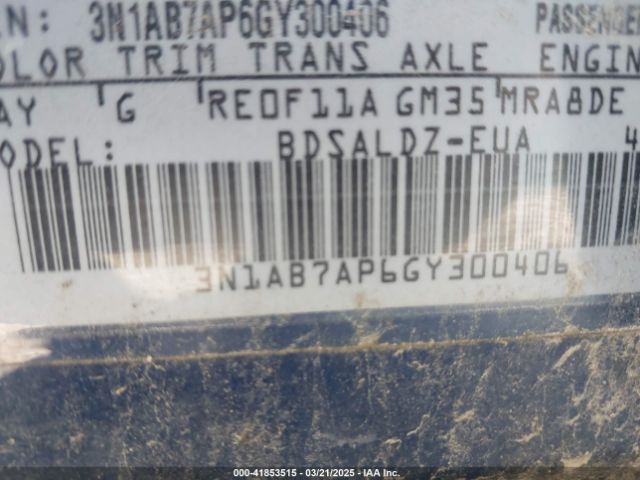 N: 3N1AB7AP6GY300406 PASSENGE
OLOR TRIM TRANS AXLE ENGIN
AY G RE0F11A GM35 MRA8DE
ODEL: BDSALDZ-EUA 4
3N1AB7AP6GY300406
000-41853515 - 03/21/2025 - IAA Inc.